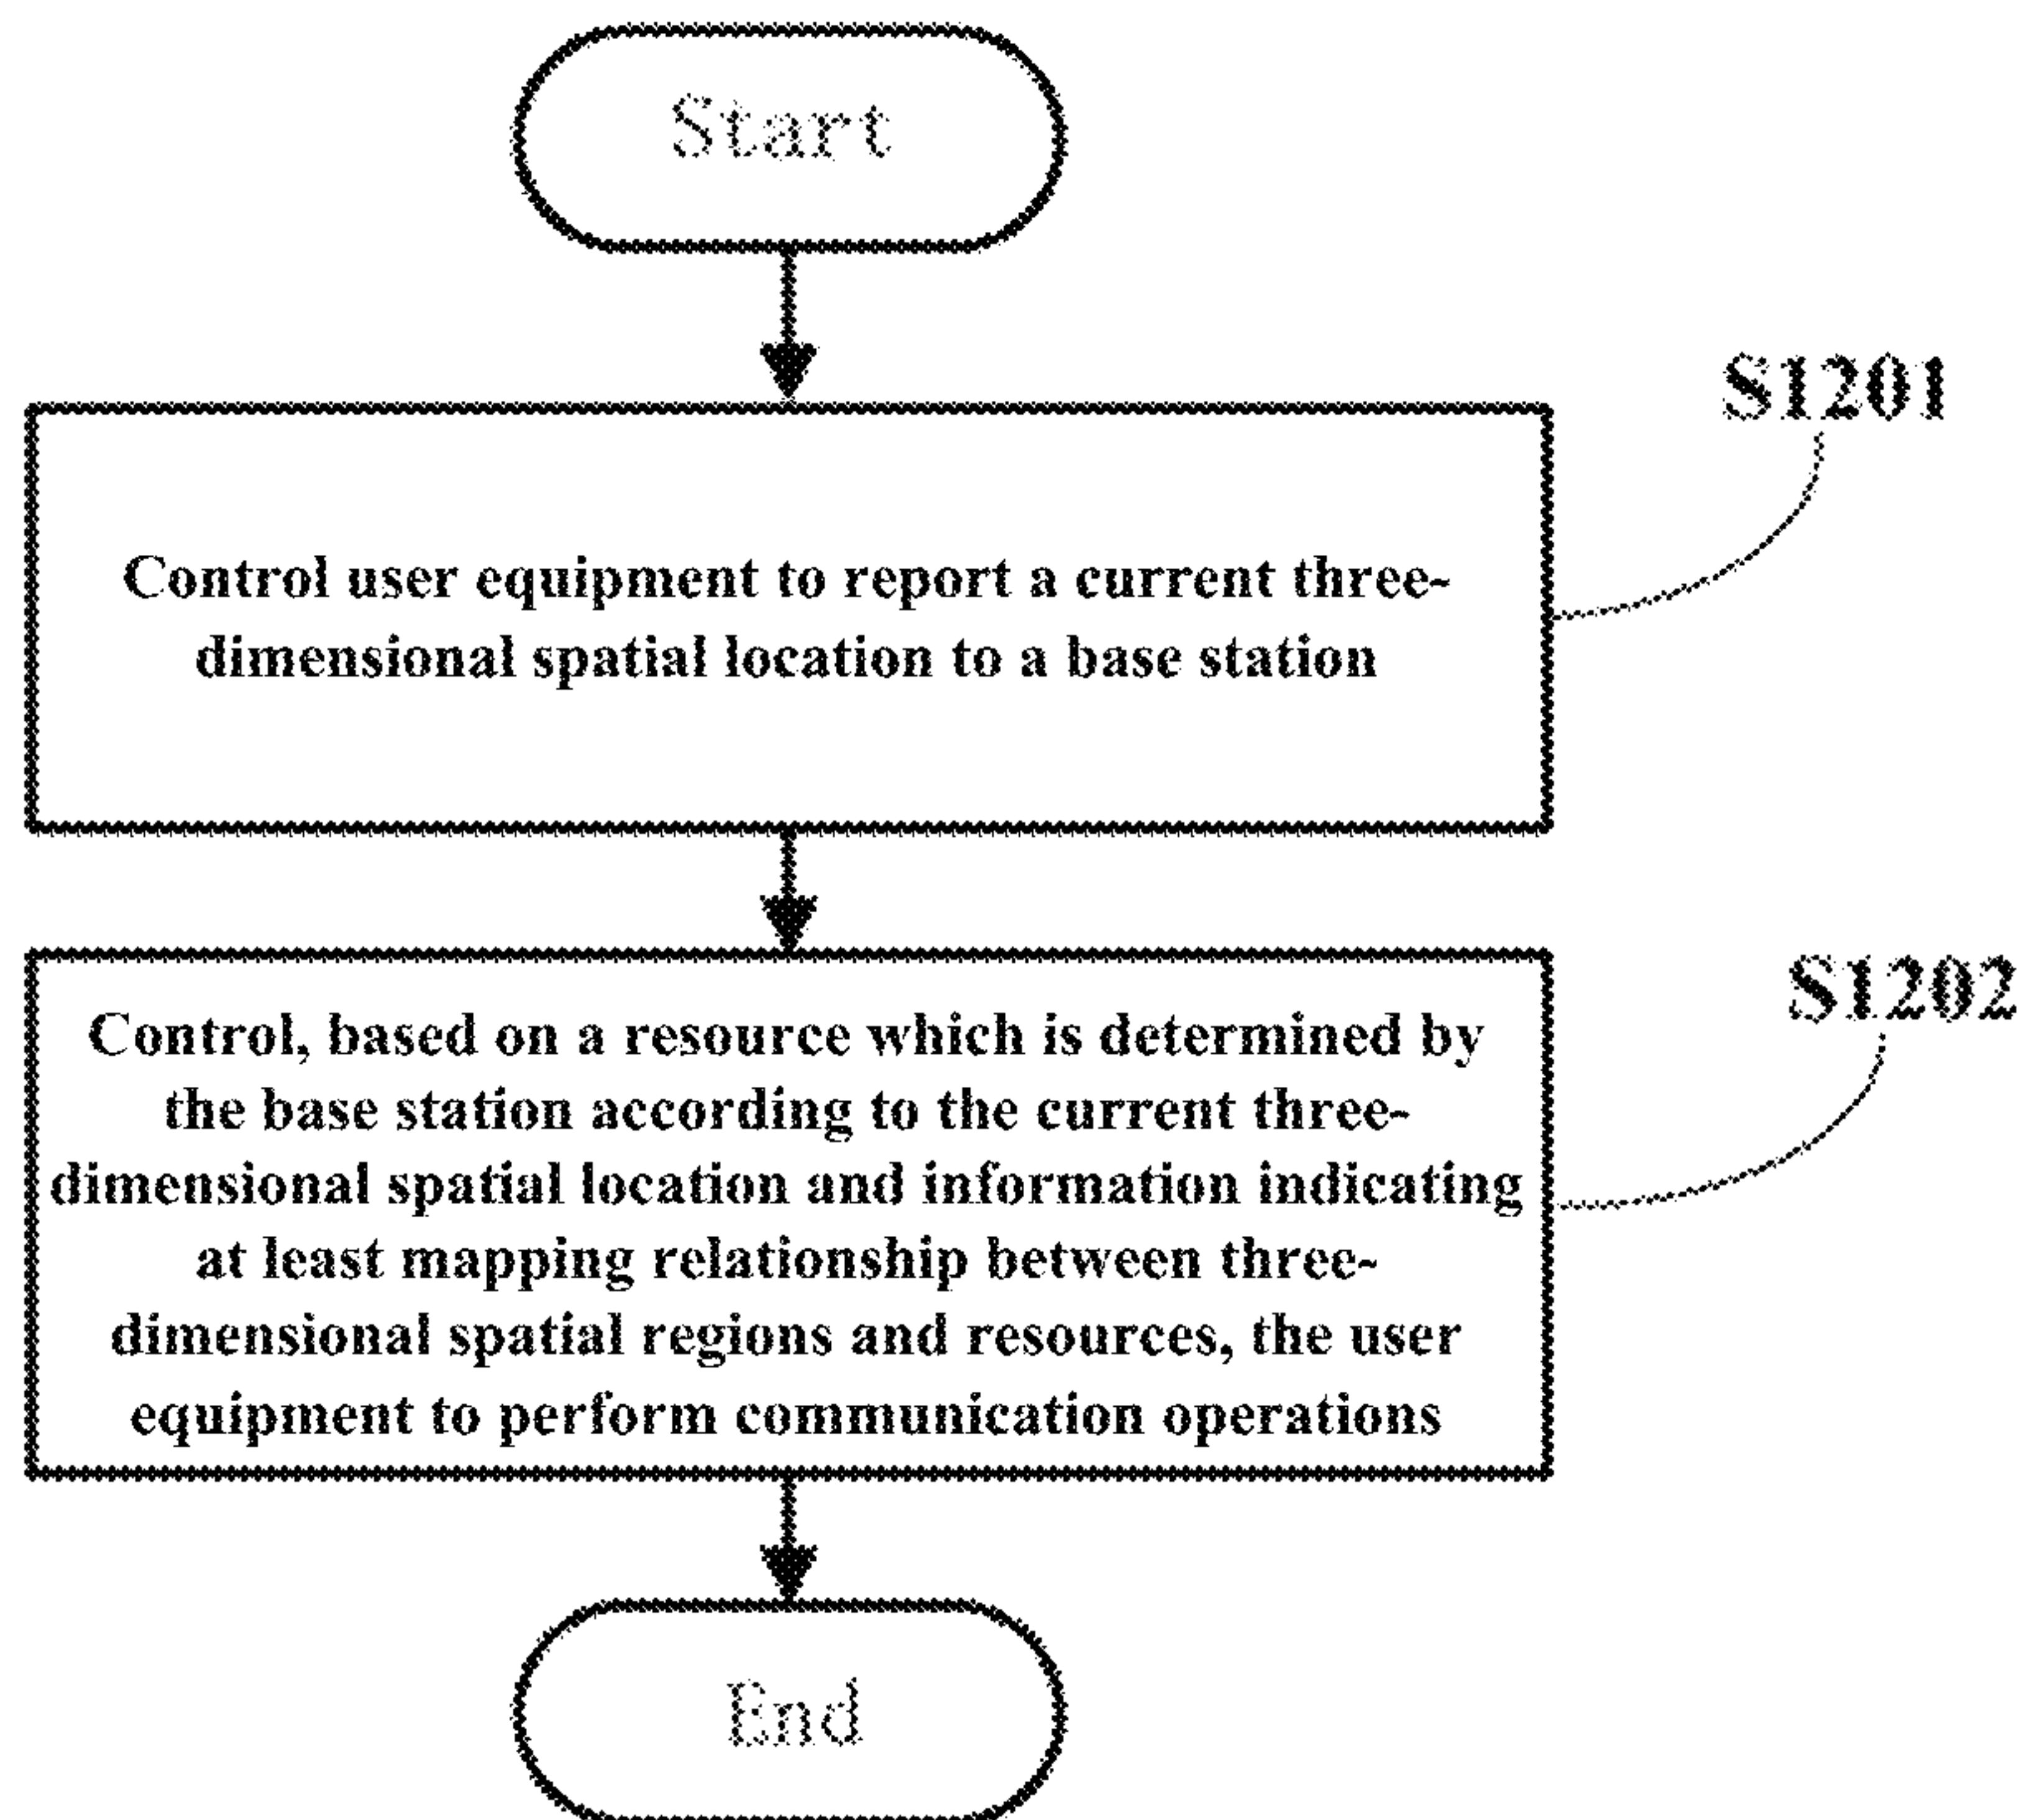 Start
S1201
Control user equipment to report a current three-
dimensional spatial location to a base station
S1202
Control, based on a resource which is determined by
the base station according to the current three-
dimensional spatial location and information indicating
at least mapping relationship between three-
dimensional spatial regions and resources, the user
equipment to perform communication operations
End